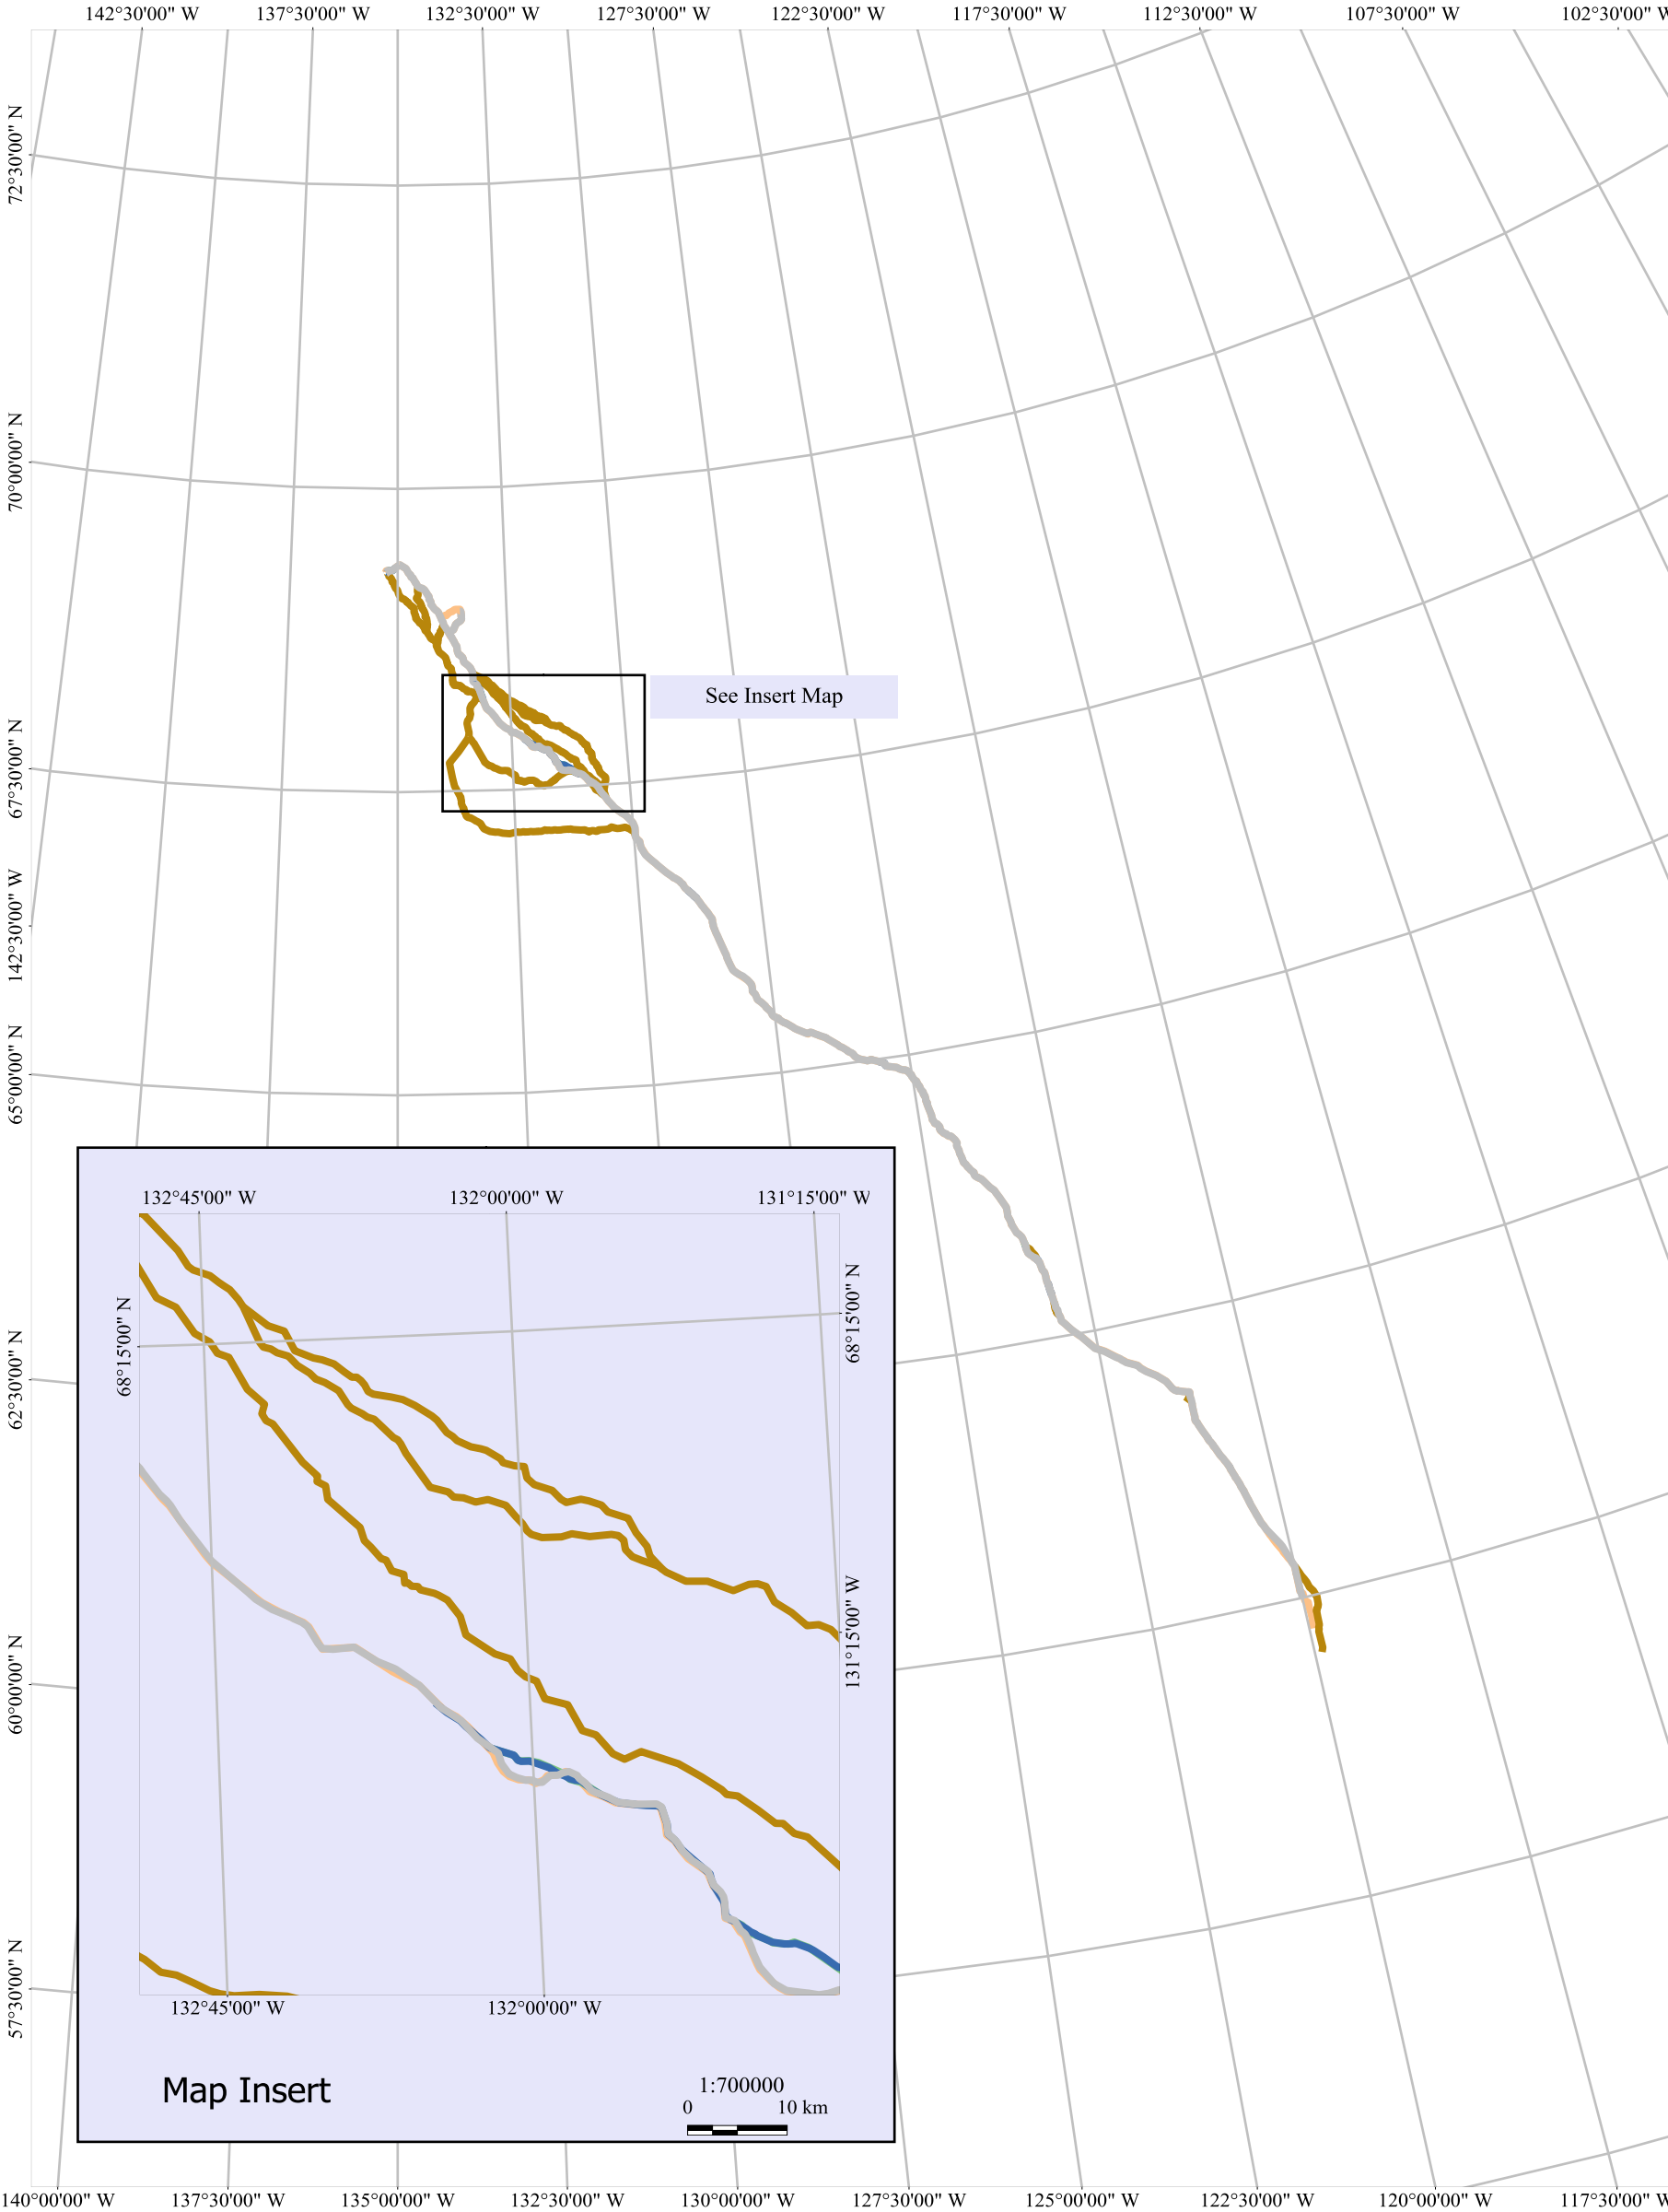 142°30'00" W 137°30'00" W 132°30'00" W 127°30'00" W 122°30'00" W 117°30'00" W 112°30'00" W 107°30'00" W 102°30'00" W
72°30'00" N
70°00'00" N
67°30'00" N
142°30'00" W
65°00'00" N
62°30'00" N
60°00'00" N
57°30'00" N
See Insert Map
132°45'00" W 132°00'00" W 131°15'00" W
68°15'00" N
68°15'00" N
131°15'00" W
132°45'00" W 132°00'00" W
Map Insert
1:700000
0 10 km
140°00'00" W 137°30'00" W 135°00'00" W 132°30'00" W 130°00'00" W 127°30'00" W 125°00'00" W 122°30'00" W 120°00'00" W 117°30'00" W